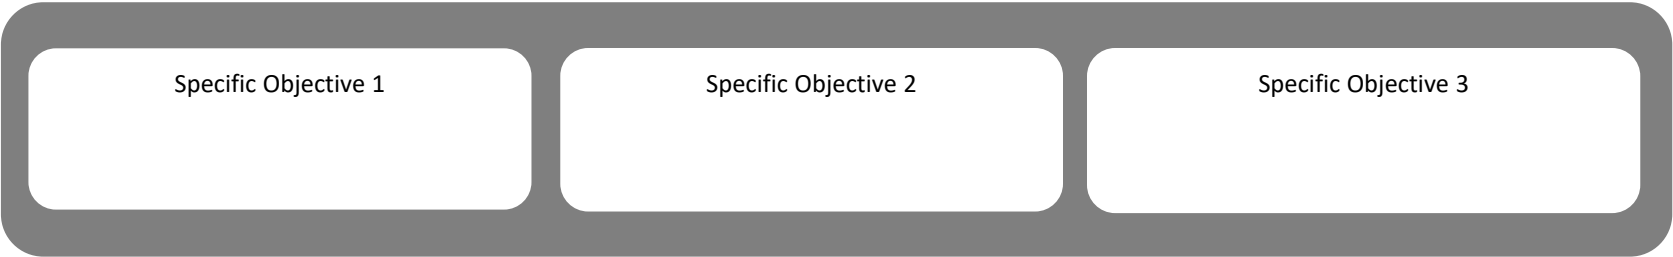 Specific Objective 1
Specific Objective 2
Specific Objective 3